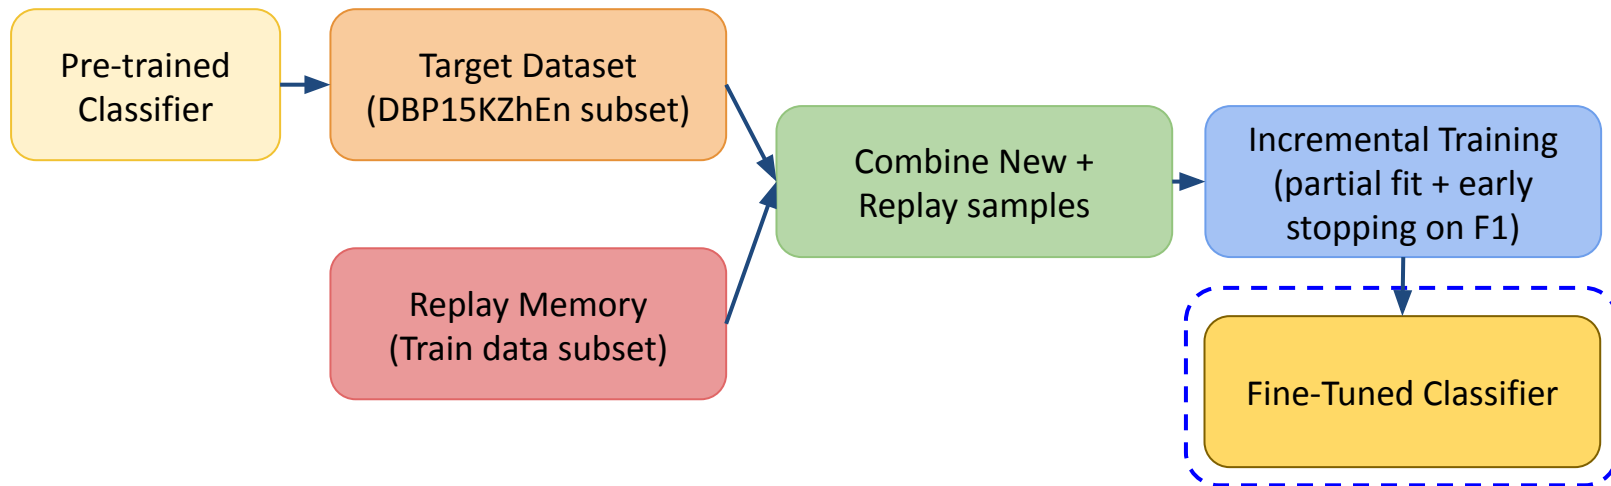 Pre-trained
Classifier
Target Dataset
(DBP15KZhEn subset)
Replay Memory
(Train data subset)
Combine New +
Replay samples
Incremental Training
(partial fit + early
stopping on F1)
Fine-Tuned Classifier